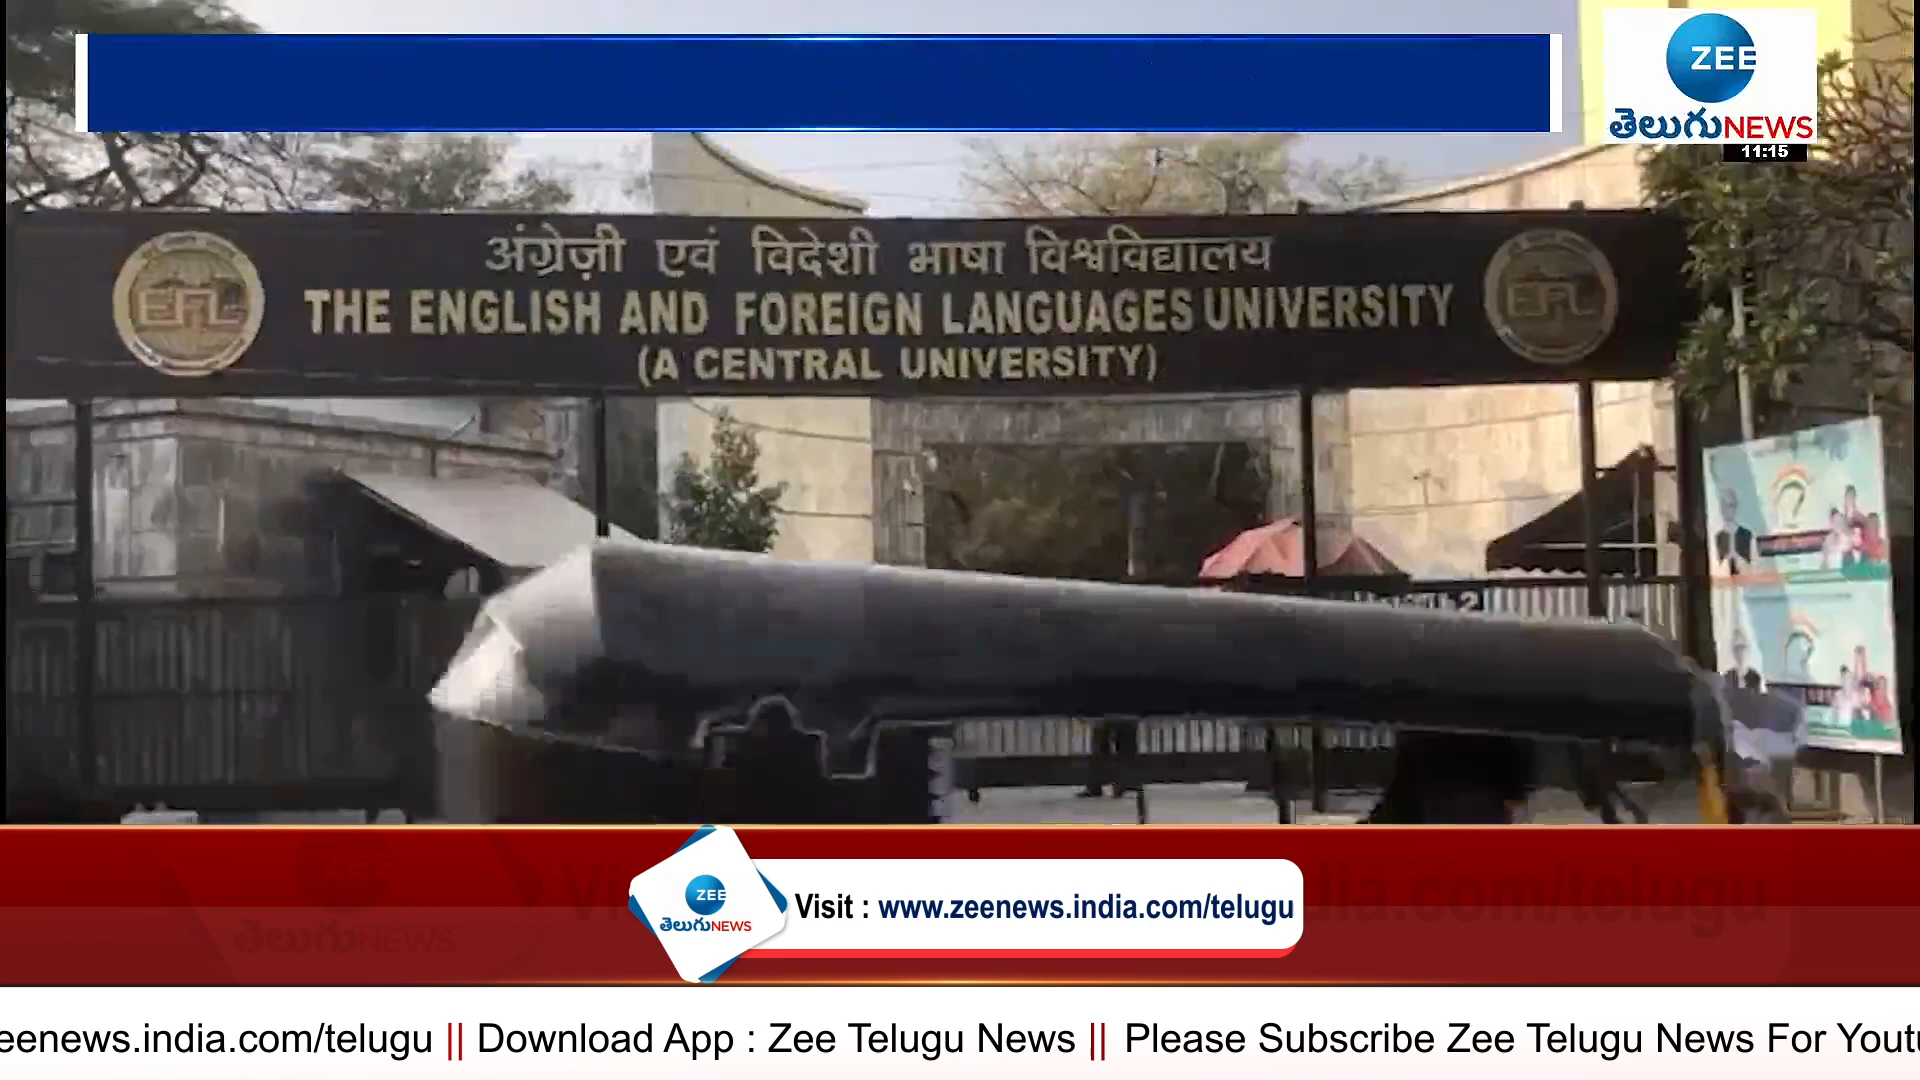 ZEE
తెలుగు NEWS
11:15
अंग्रेज़ी एवं विदेशी भाषा विश्वविद्यालय
EFL
THE ENGLISH AND FOREIGN LANGUAGES UNIVERSITY
EFL
(A CENTRAL UNIVERSITY)
ZEE
తెలుగు NEWS
Visit : www.zeenews.india.com/telugu
eenews.india.com/telugu || Download App : Zee Telugu News || Please Subscribe Zee Telugu News For Youtu